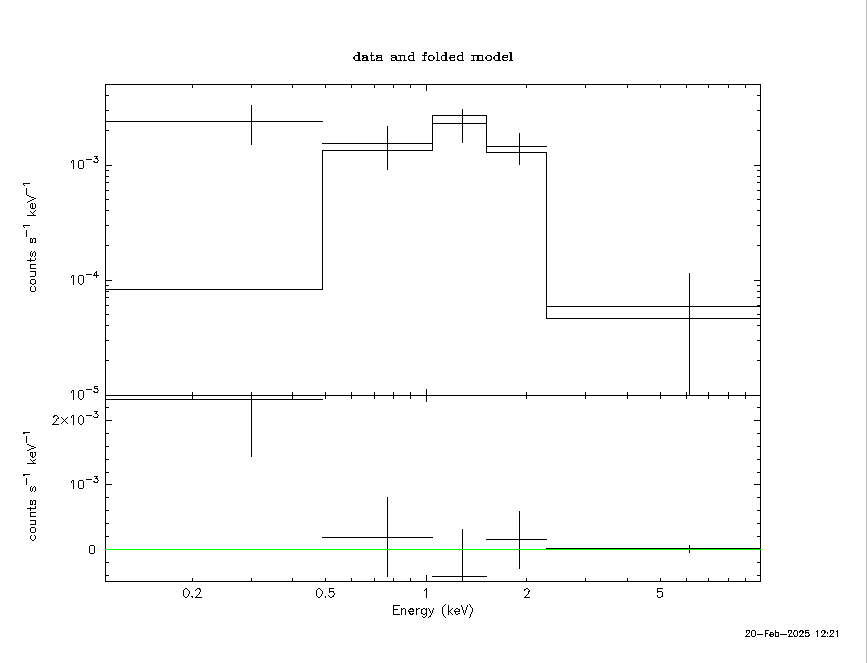 data and folded model
10−3
10−4
10−5
counts s−1 keV−1
2×10−3
10−3
0
counts s−1 keV−1
0.2 0.5 1 2 5
Energy (keV)
20−Feb−2025 12:21